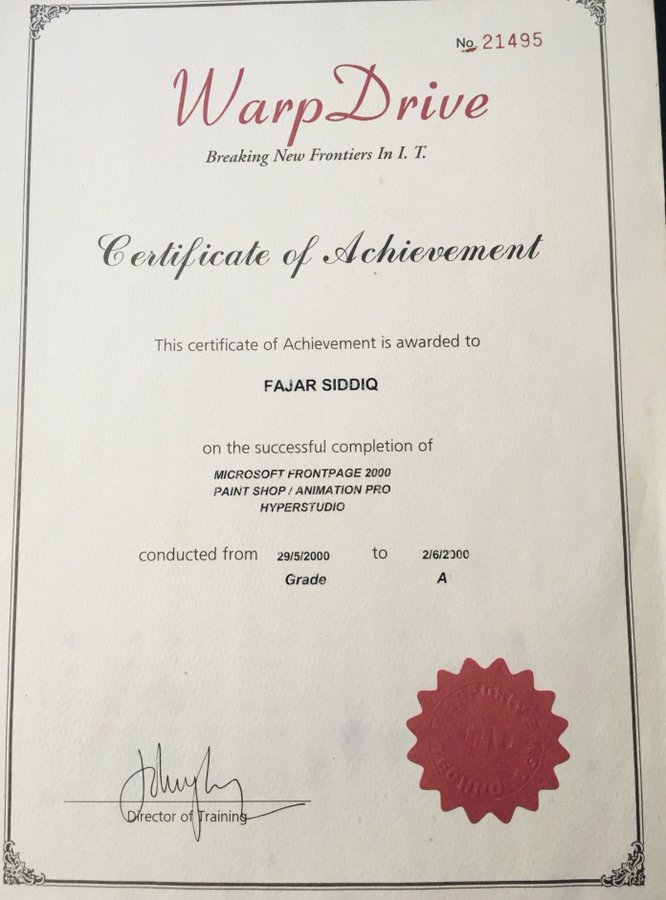 No. 21495
WarpDrive
Breaking New Frontiers In I. T.
Certificate of Achievement
This certificate of Achievement is awarded to
FAJAR SIDDIQ
on the successful completion of
MICROSOFT FRONTPAGE 2000
PAINT SHOP / ANIMATION PRO
HYPERSTUDIO
conducted from 29/5/2000 to 2/6/2000
Grade A
Director of Training